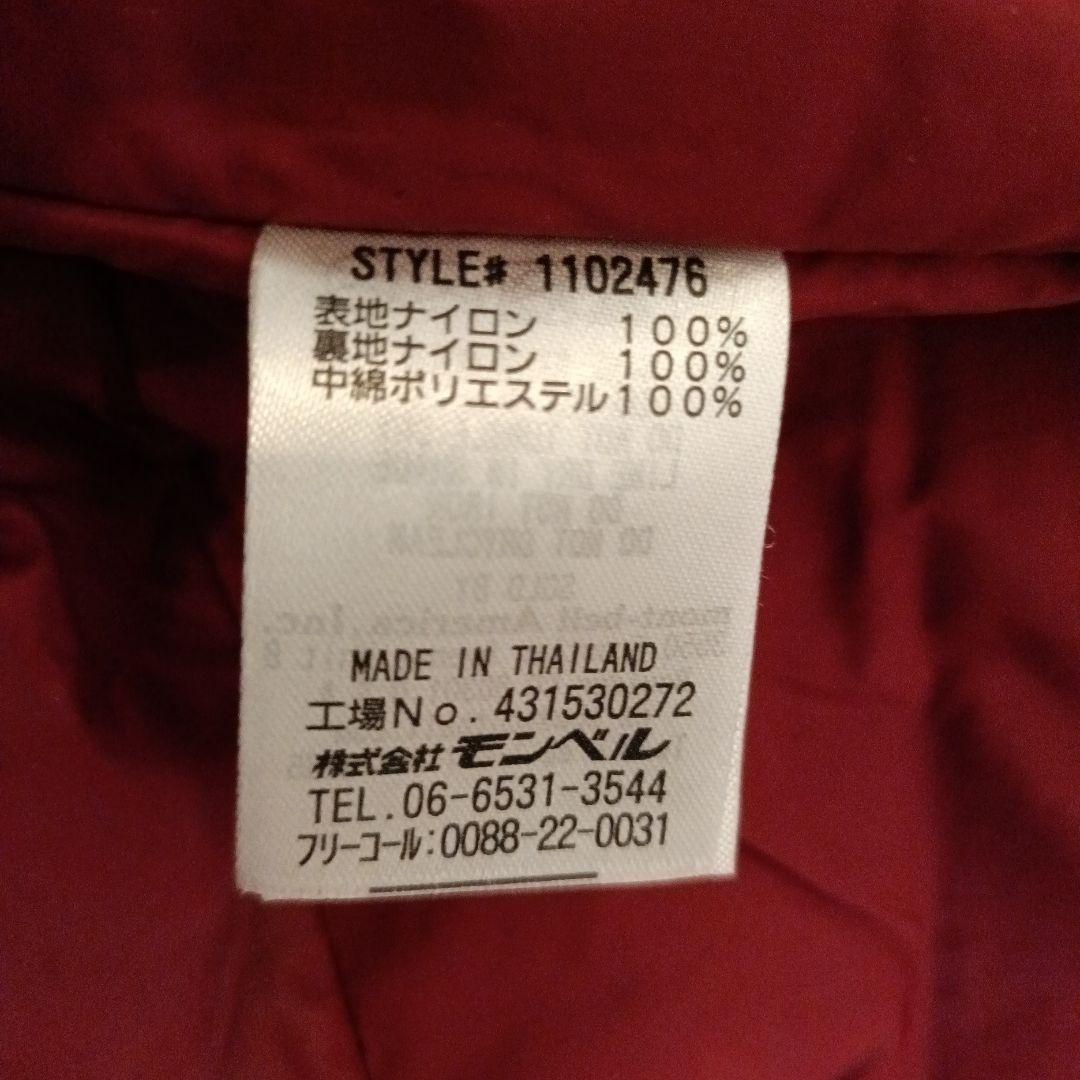 STYLE# 1102476
表地ナイロン 100%
裏地ナイロン 100%
中綿ポリエステル100%
MADE IN THAILAND
工場No. 431530272
株式会社 モンベル
TEL. 06-6531-3544
フリーコール:0088-22-0031